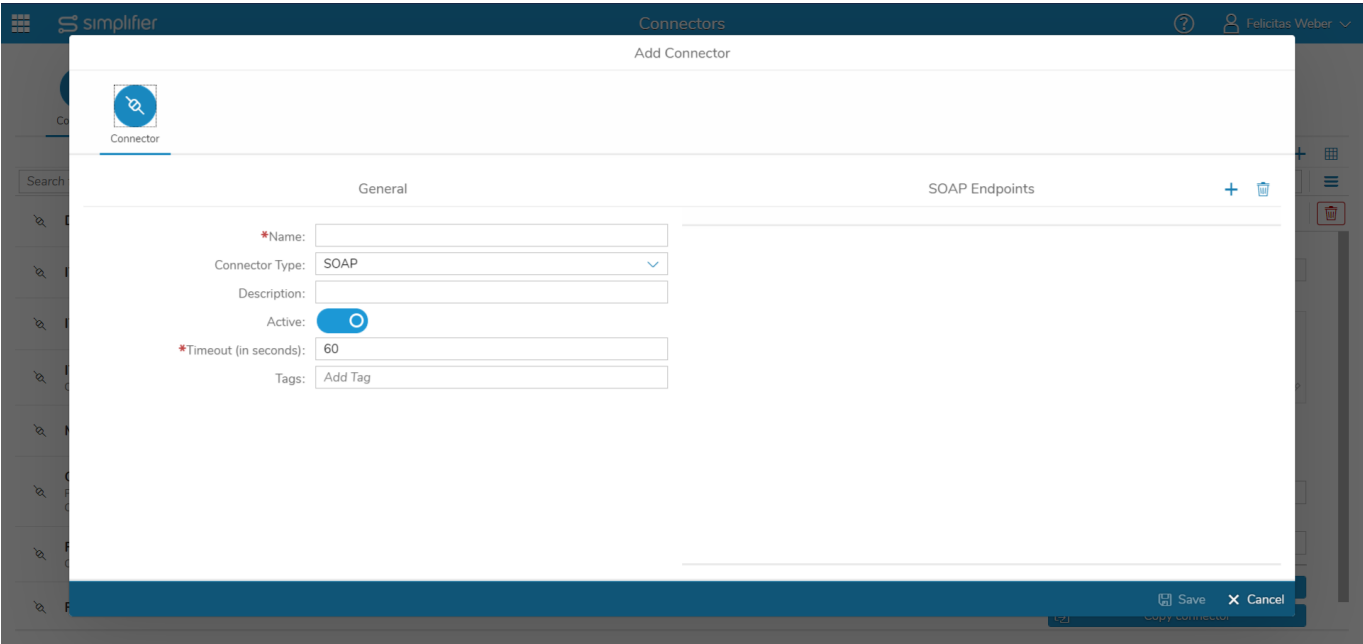 simplifier
Connectors
Felicitas Weber
Add Connector
Connector
General
SOAP Endpoints
Search
*Name:
Connector Type: SOAP
Description:
Active:
*Timeout (in seconds): 60
Tags: Add Tag
Save
Cancel
Copy connector